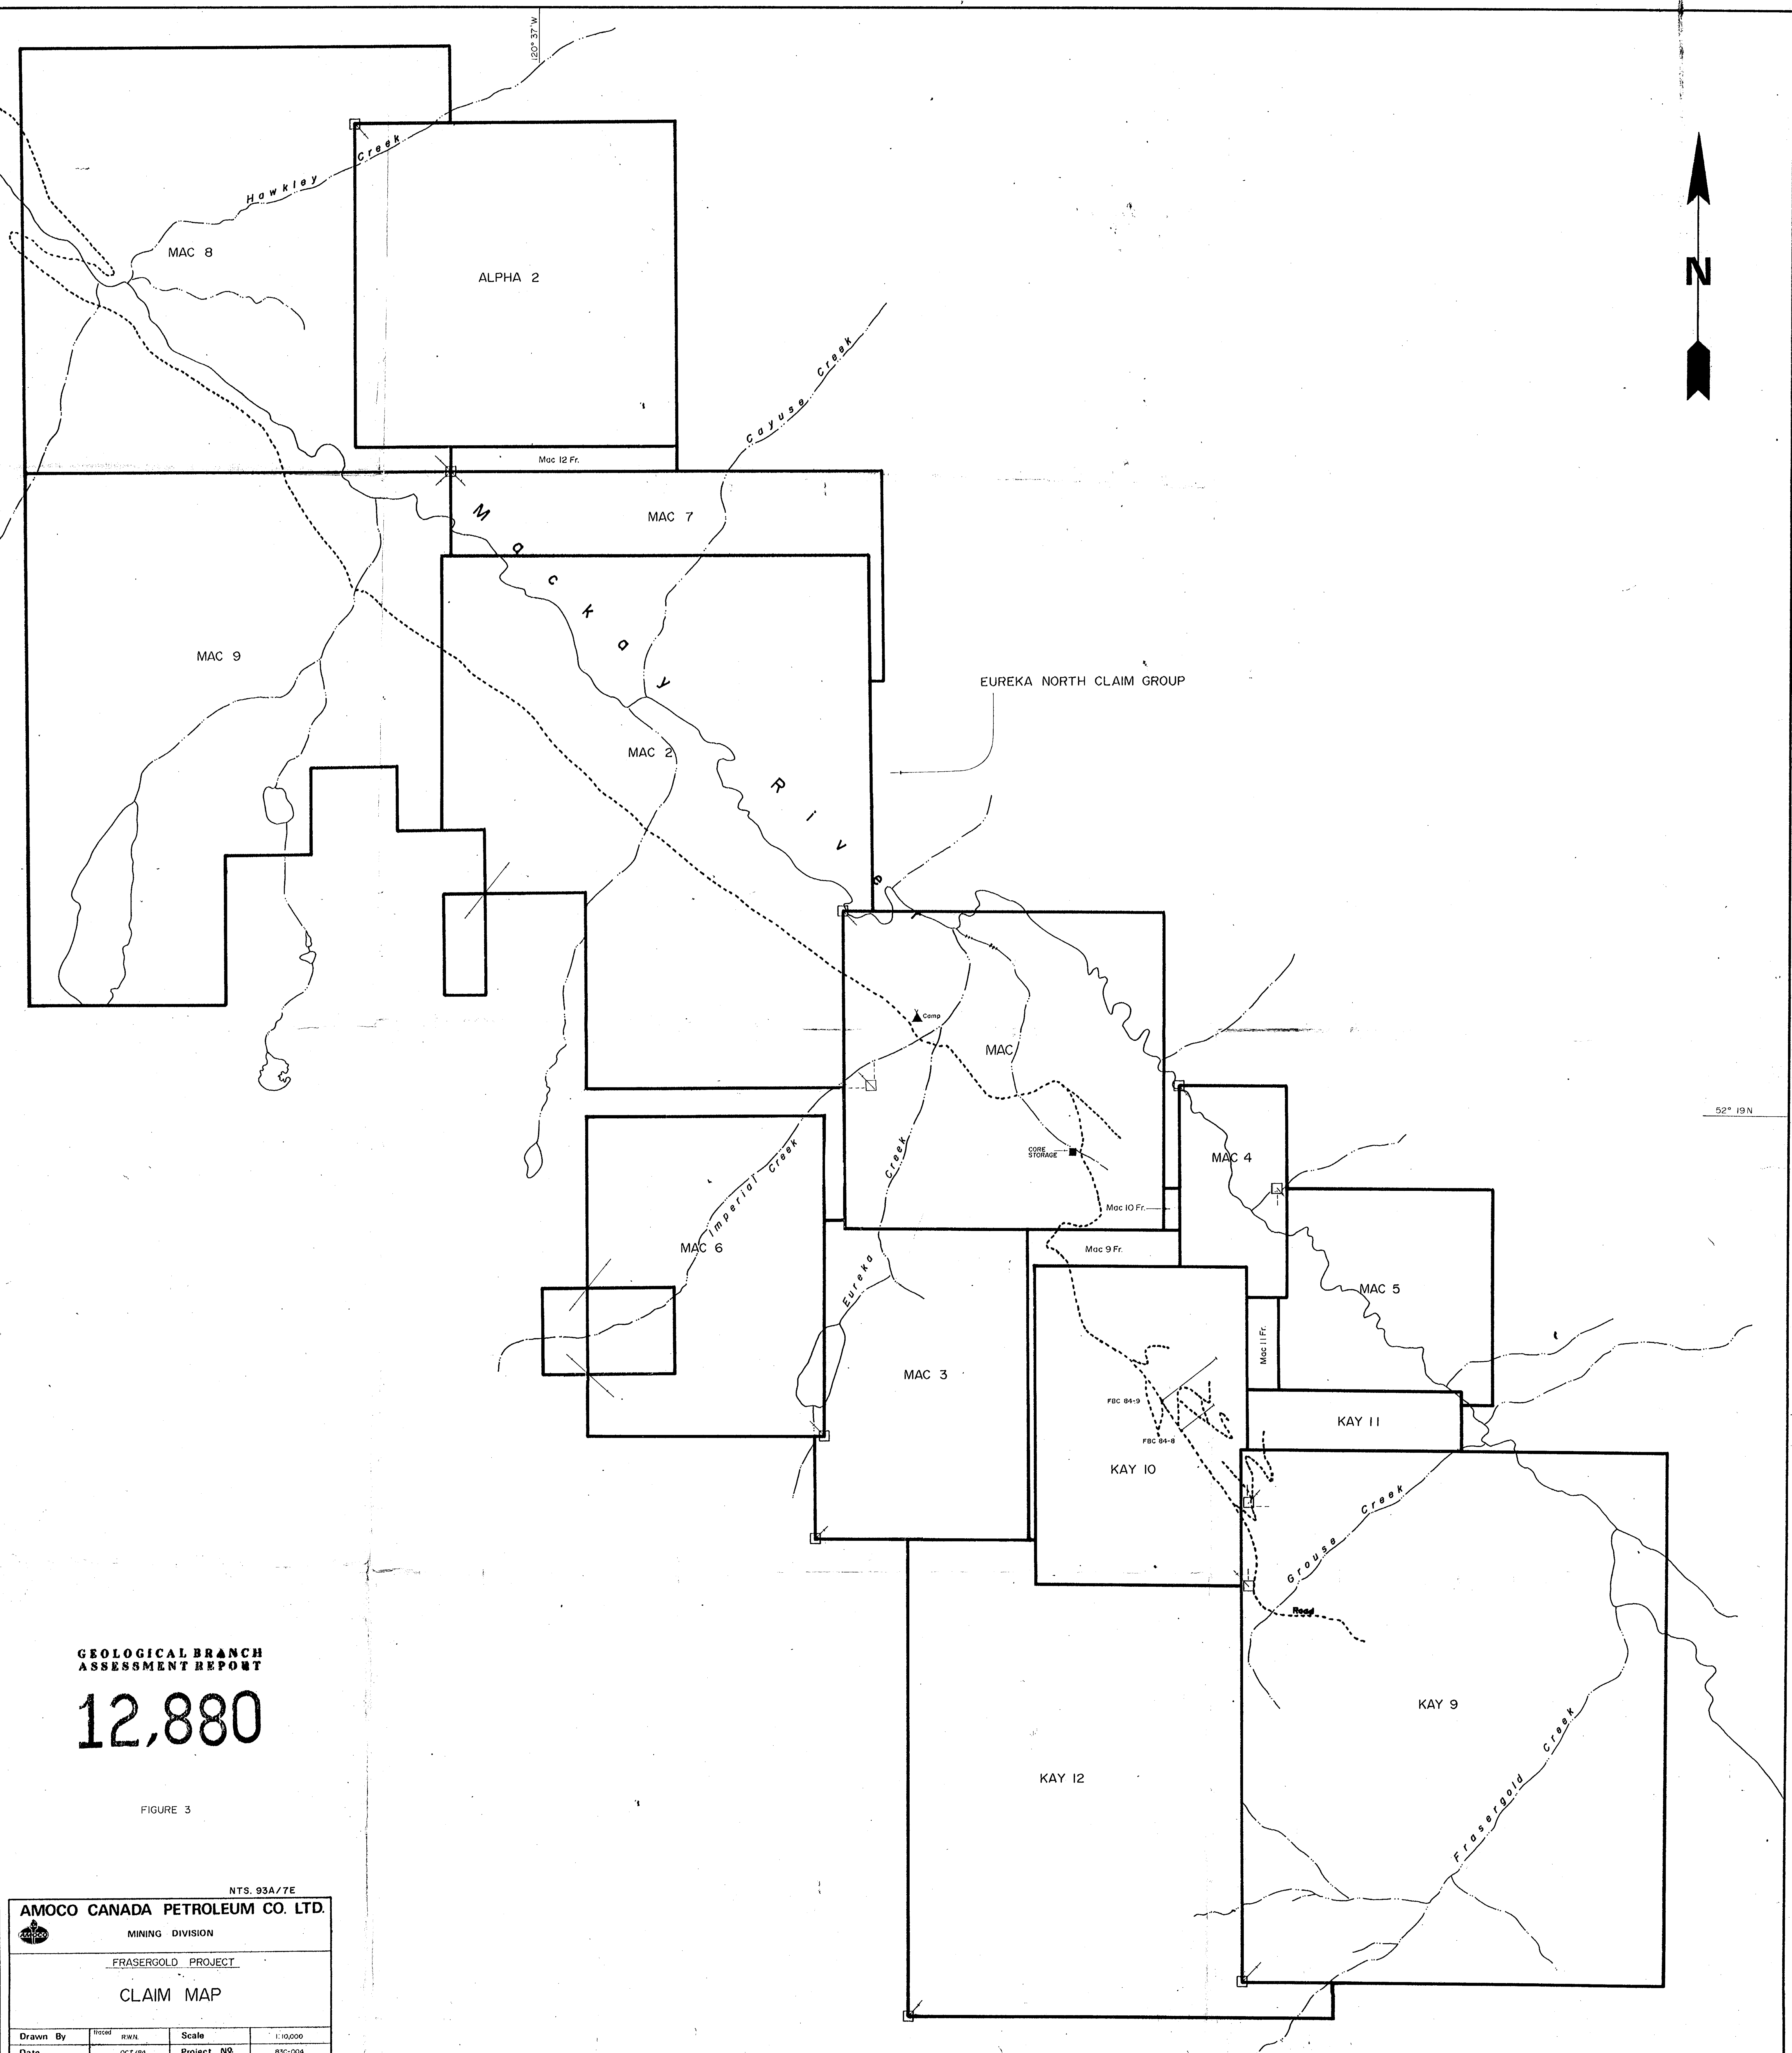 120° 37' W
Hawkley Creek
MAC 8
ALPHA 2
Cayuse Creek
N
Mac 12 Fr.
MAC 7
Mackay River
MAC 9
EUREKA NORTH CLAIM GROUP
MAC 2
Camp
MAC
52° 19 N
CORE
STORAGE
MAC 4
Imperial Creek
Creek
Eureka
Mac 10 Fr.
MAC 6
Mac 9 Fr.
MAC 5
Mac 11 Fr.
MAC 3
FBC 84-9
KAY 11
FBC 84-8
KAY 10
Grouse Creek
Road
GEOLOGICAL BRANCH
ASSESSMENT REPORT
12,880
KAY 9
Frasergold Creek
KAY 12
FIGURE 3
NTS. 93A/7E
AMOCO CANADA PETROLEUM CO. LTD.
MINING DIVISION
FRASERGOLD PROJECT
CLAIM MAP
Drawn By traced R.W.N. Scale 1:10,000
Date OCT./84 Project No. 83C-004